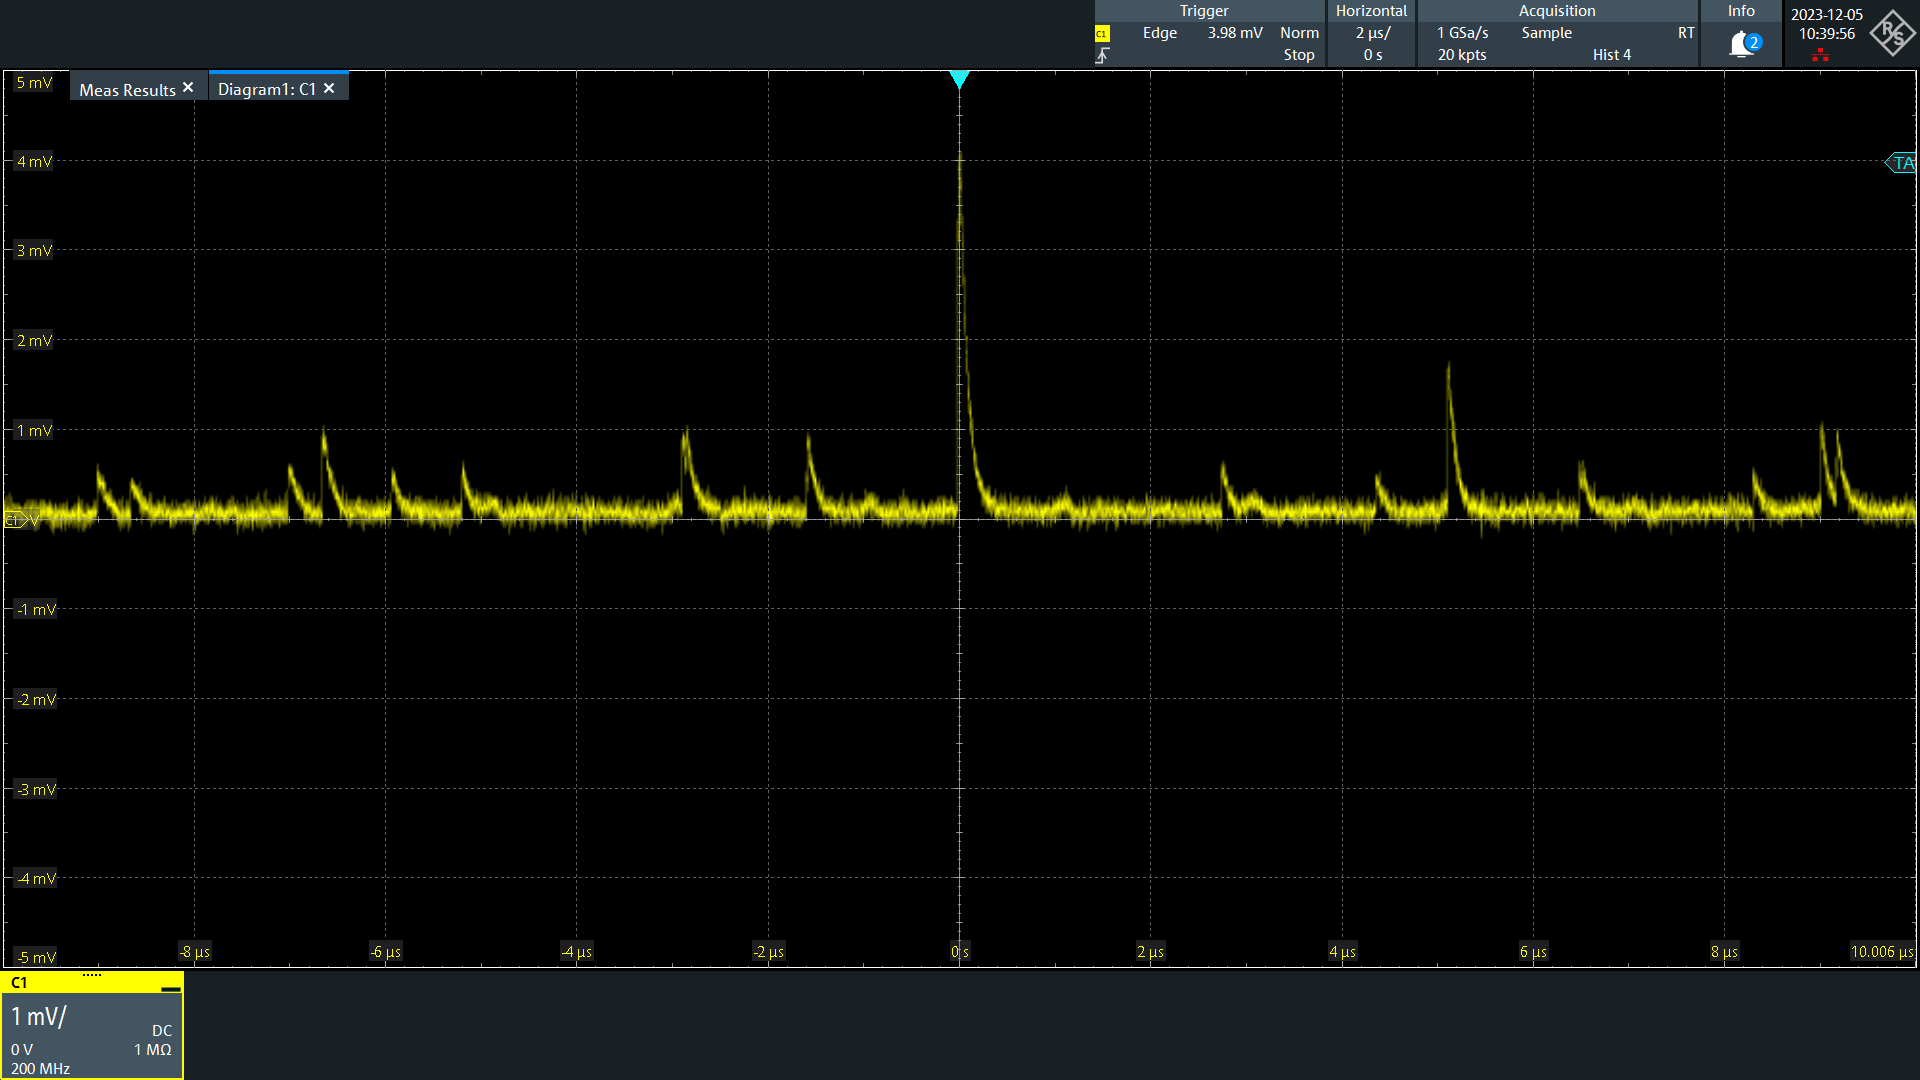 Trigger
C1 Edge 3.98 mV Norm
Stop
Horizontal
2 µs/
0 s
Acquisition
1 GSa/s Sample RT
20 kpts Hist 4
Info
2
2023-12-05
10:39:56
R&S
Meas Results ✕
Diagram1: C1 ✕
5 mV
4 mV
TA
3 mV
2 mV
1 mV
C1 V
-1 mV
-2 mV
-3 mV
-4 mV
-5 mV
-8 µs -6 µs -4 µs -2 µs 0 s 2 µs 4 µs 6 µs 8 µs 10.006 µs
C1
1 mV/
DC
0 V 1 MΩ
200 MHz